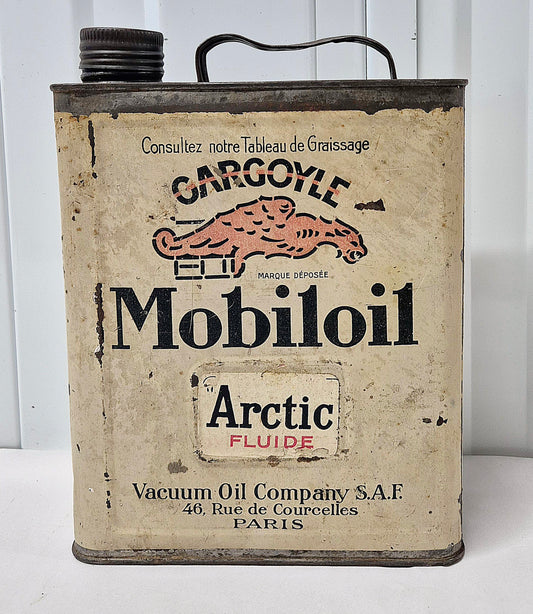 Consultez notre Tableau de Graissage
GARGOYLE
MARQUE DÉPOSÉE
Mobiloil
"Arctic
FLUIDE
Vacuum Oil Company S.A.F.
46, Rue de Courcelles
PARIS